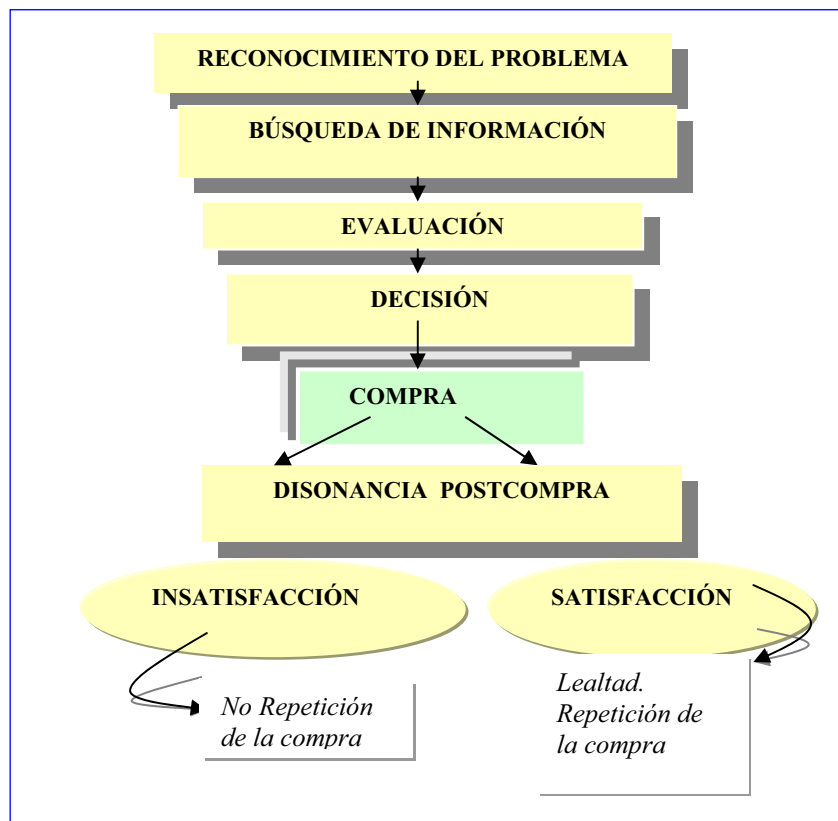 RECONOCIMIENTO DEL PROBLEMA
BÚSQUEDA DE INFORMACIÓN
EVALUACIÓN
DECISIÓN
COMPRA
DISONANCIA POSTCOMPRA
INSATISFACCIÓN
No Repetición
de la compra
SATISFACCIÓN
Lealtad.
Repetición de
la compra